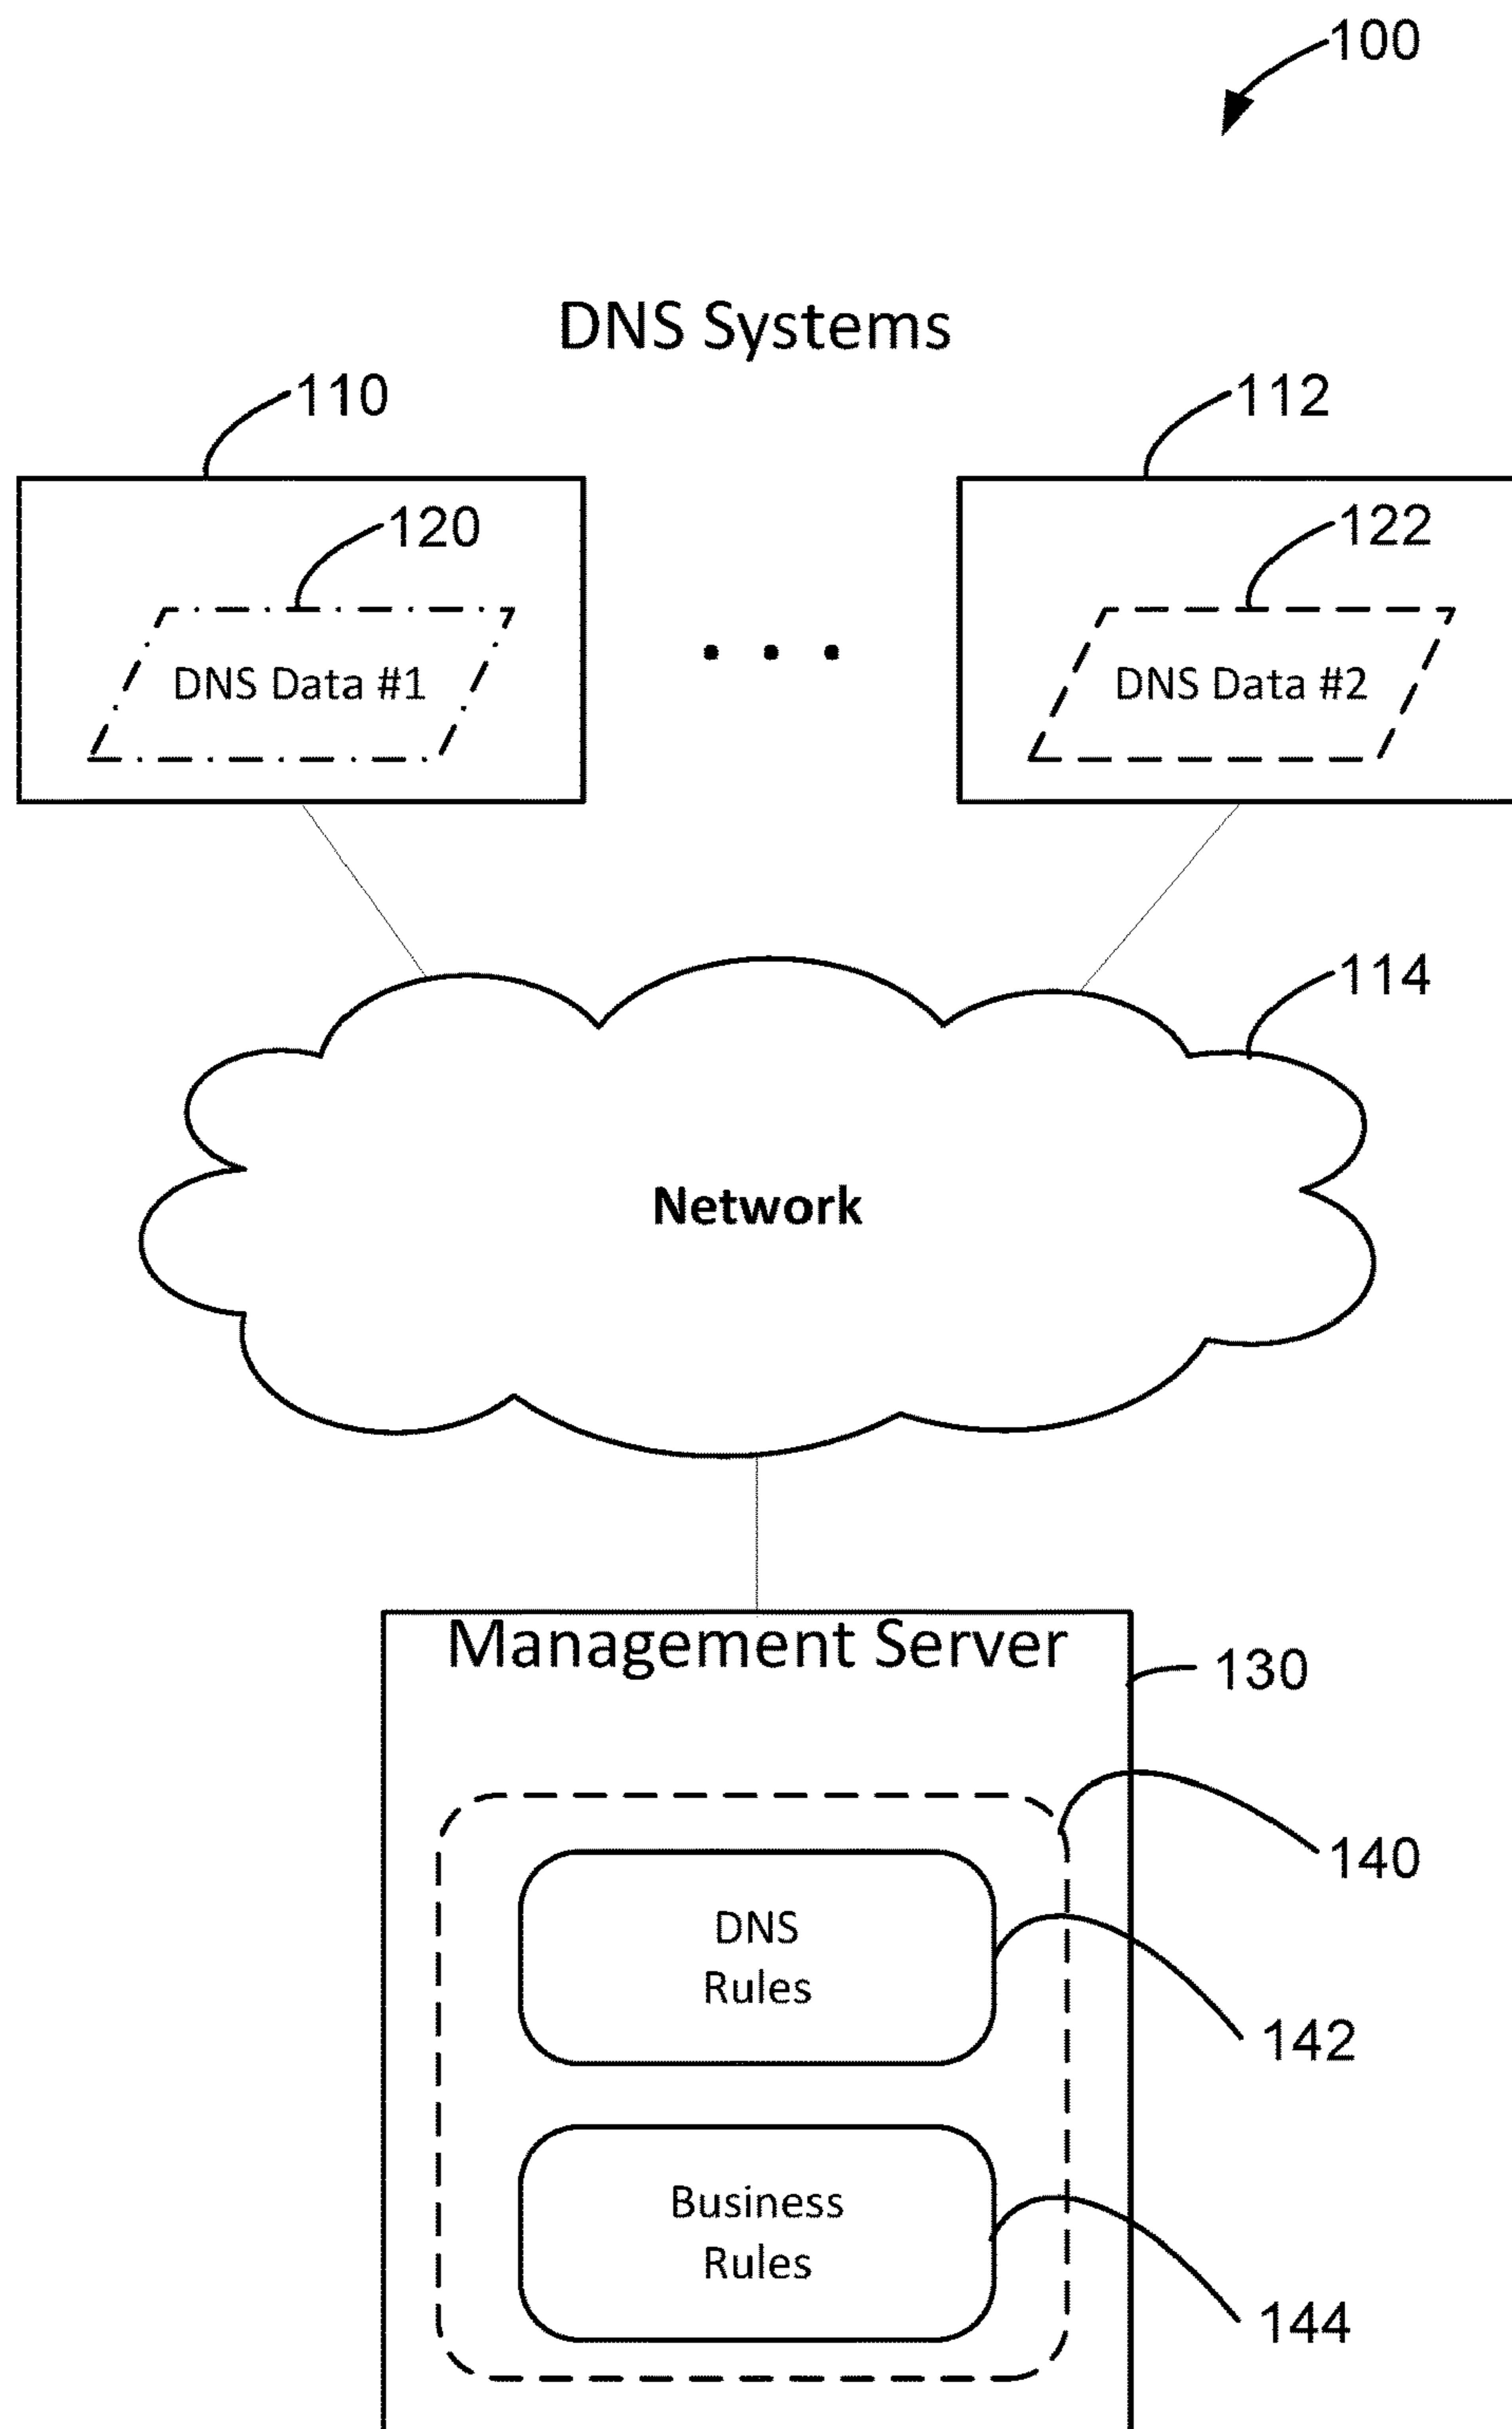 100
DNS Systems
110
112
120
122
DNS Data #1
. . .
DNS Data #2
114
Network
Management Server
130
140
DNS
Rules
142
Business
Rules
144